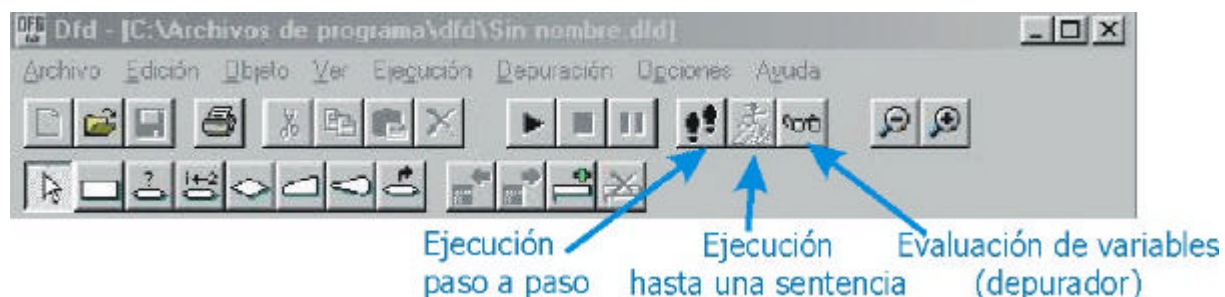 Dfd - [C:\Archivos de programa\dfd\Sin nombre.dfd]
Archivo Edición Objeto Ver Ejecución Depuración Opciones Ayuda
?
Ejecución
paso a paso
Ejecución
hasta una sentencia
Evaluación de variables
(depurador)